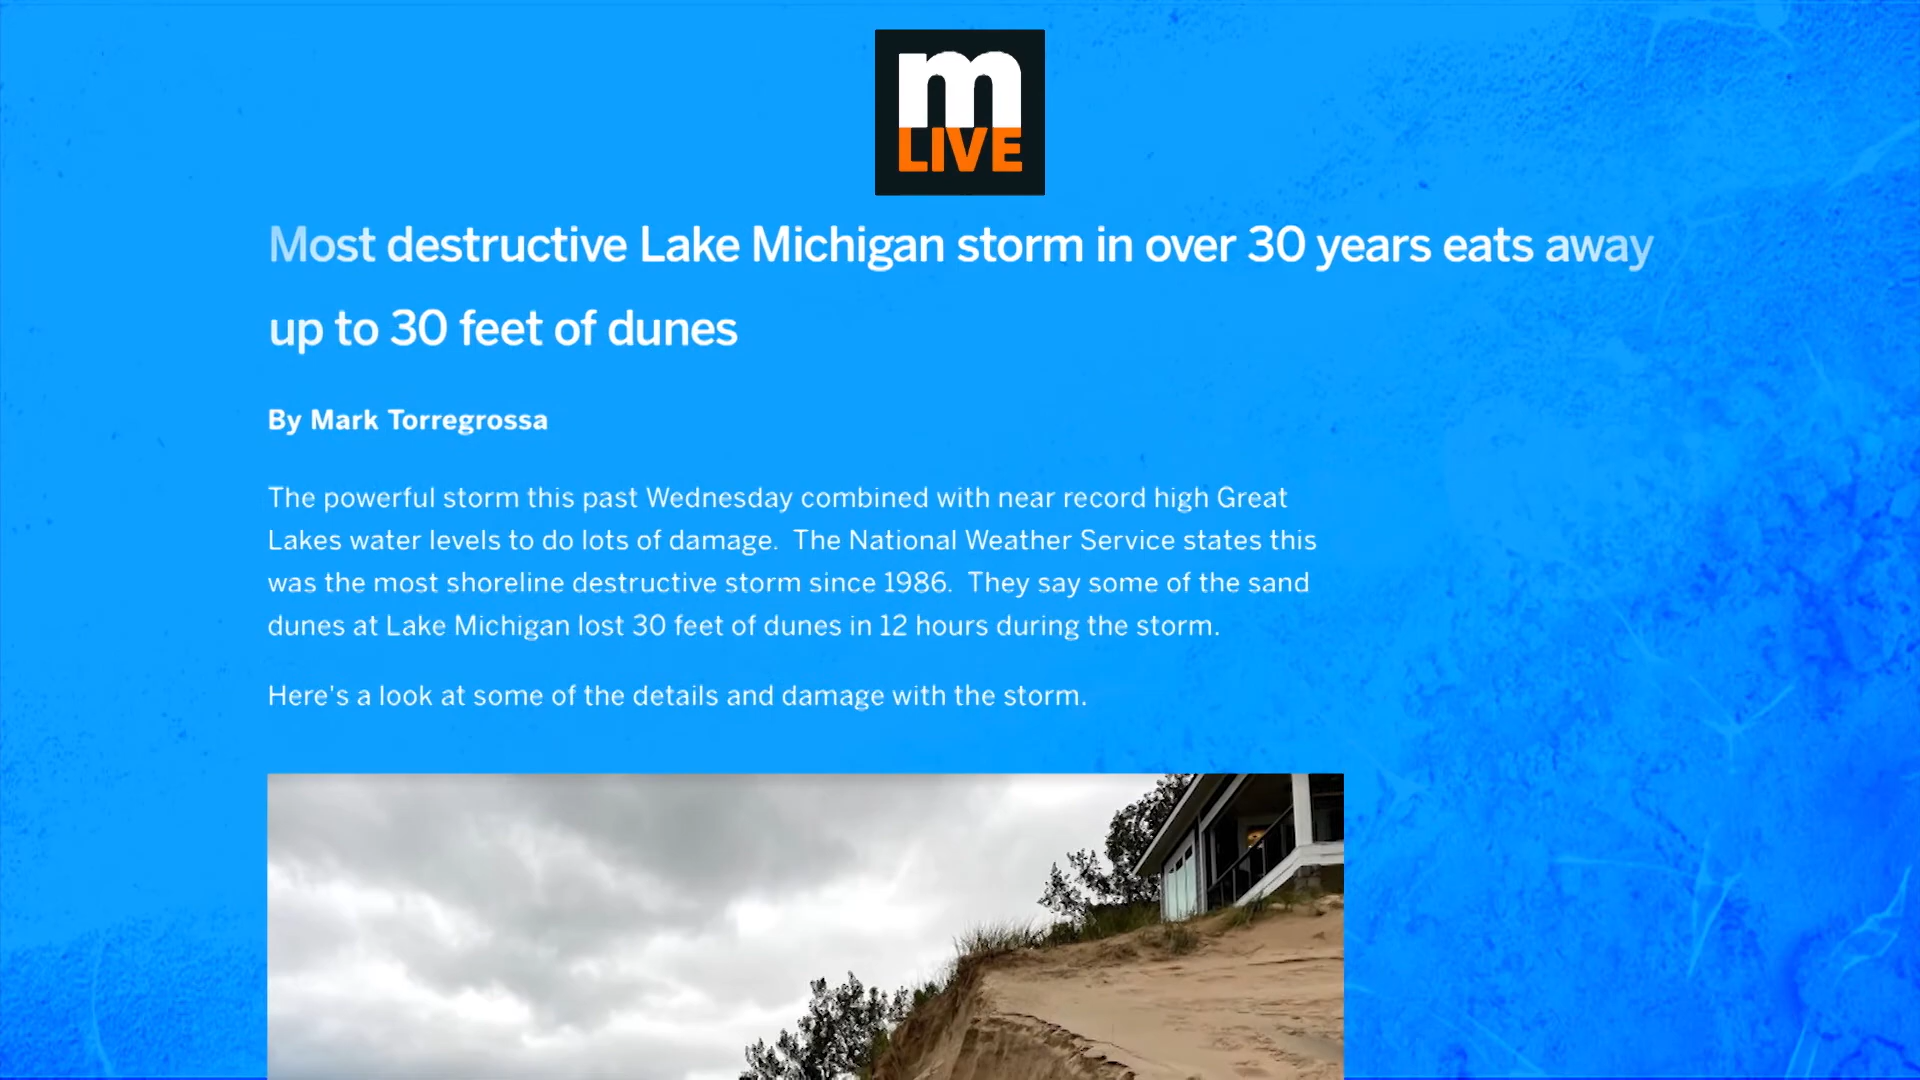 m
LIVE
Most destructive Lake Michigan storm in over 30 years eats away
up to 30 feet of dunes
By Mark Torregrossa
The powerful storm this past Wednesday combined with near record high Great
Lakes water levels to do lots of damage.  The National Weather Service states this
was the most shoreline destructive storm since 1986.  They say some of the sand
dunes at Lake Michigan lost 30 feet of dunes in 12 hours during the storm.
Here's a look at some of the details and damage with the storm.